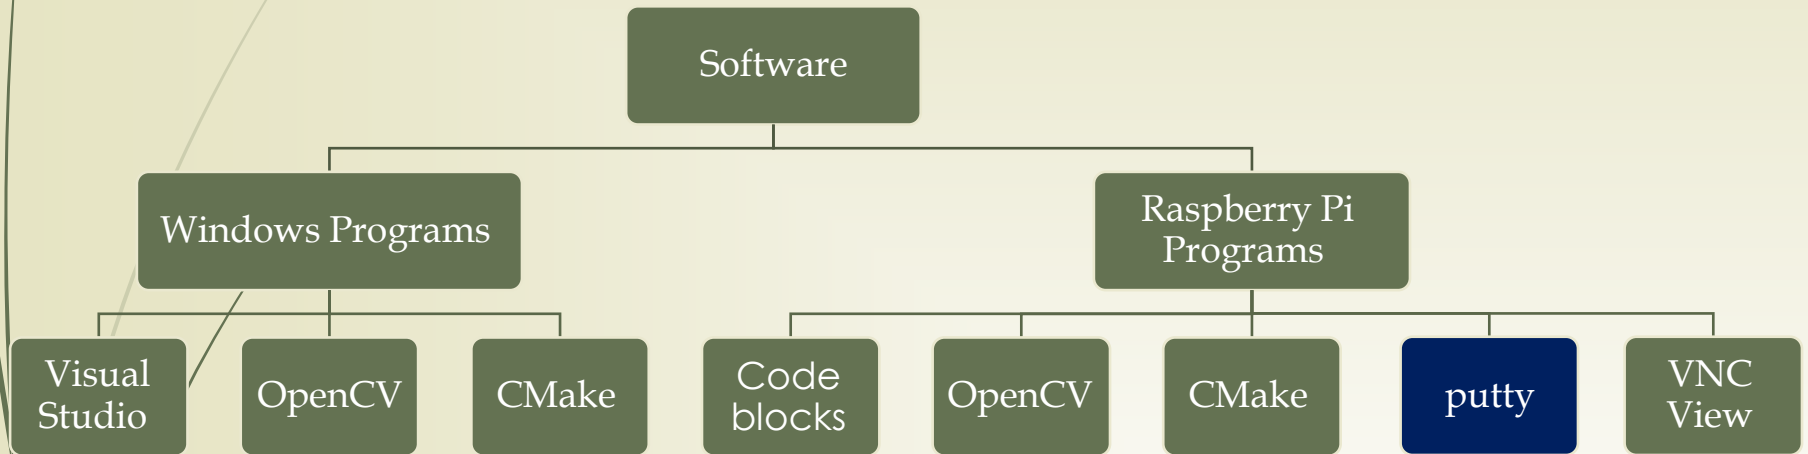 Software
Windows Programs
Raspberry Pi
Programs
Visual
Studio
OpenCV
CMake
Code
blocks
OpenCV
CMake
putty
VNC
View